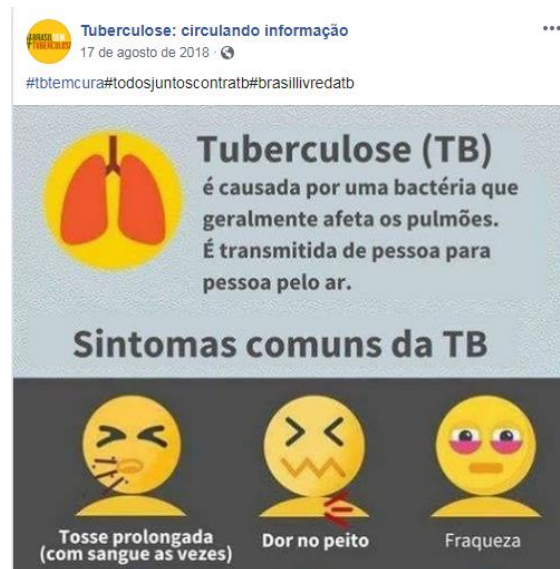 #BRASILSEM
TUBERCULOSE
Tuberculose: circulando informação
17 de agosto de 2018 ·
#tbtemcura#todosjuntoscontratb#brasillivredatb
Tuberculose (TB)
é causada por uma bactéria que
geralmente afeta os pulmões.
É transmitida de pessoa para
pessoa pelo ar.
Sintomas comuns da TB
Tosse prolongada
(com sangue as vezes)
Dor no peito
Fraqueza